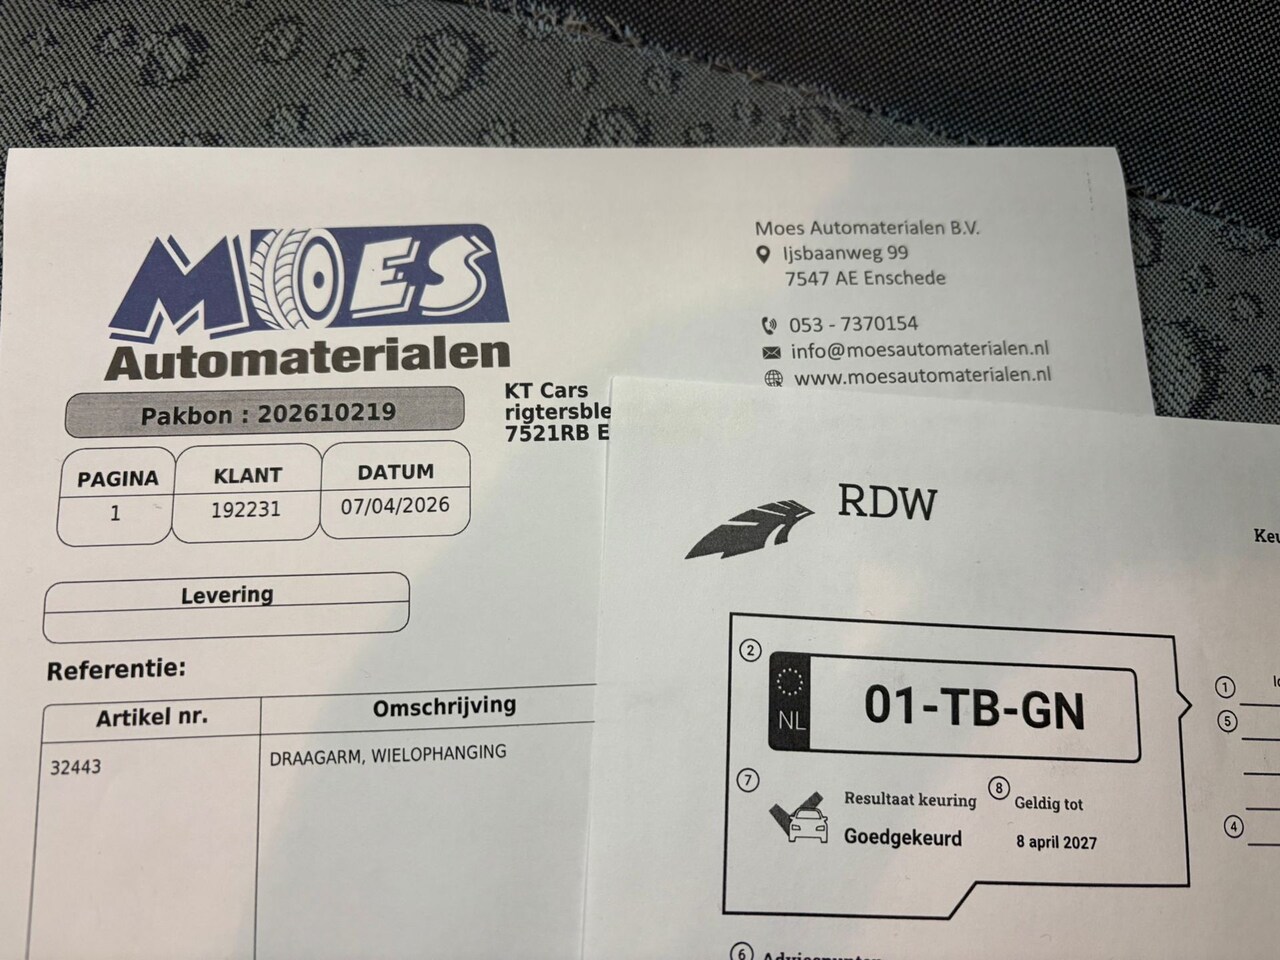 MOES
Automaterialen
Moes Automaterialen B.V.
Ijsbaanweg 99
7547 AE Enschede
053 - 7370154
info@moesautomaterialen.nl
www.moesautomaterialen.nl
Pakbon : 202610219
KT Cars
rigtersble
7521RB E
PAGINA KLANT DATUM
1 192231 07/04/2026
Levering
Referentie:
Artikel nr. Omschrijving
32443 DRAAGARM, WIELOPHANGING
RDW
Keu
2
NL 01-TB-GN
1
5
7 Resultaat keuring
Goedgekeurd
8 Geldig tot
8 april 2027
4
6